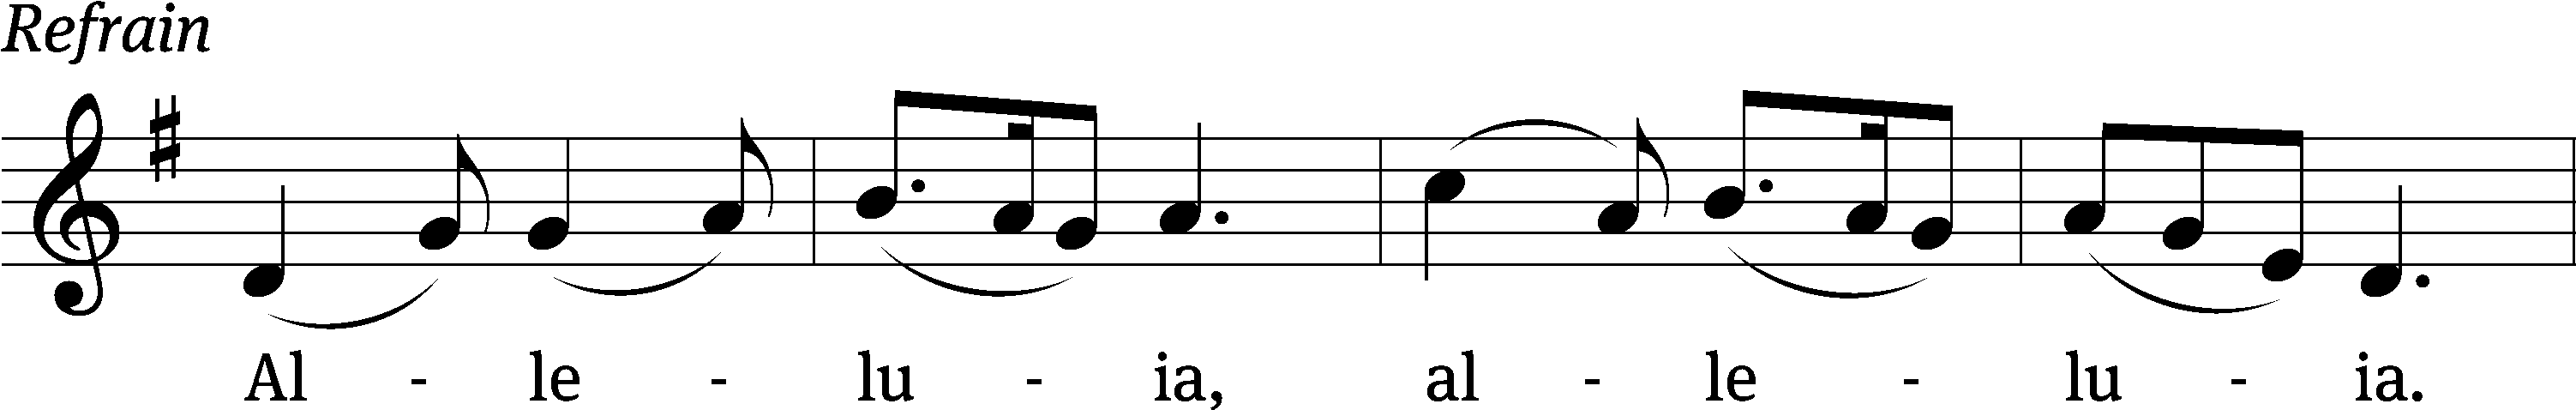 Refrain
Al - le - lu - ia, al - le - lu - ia.